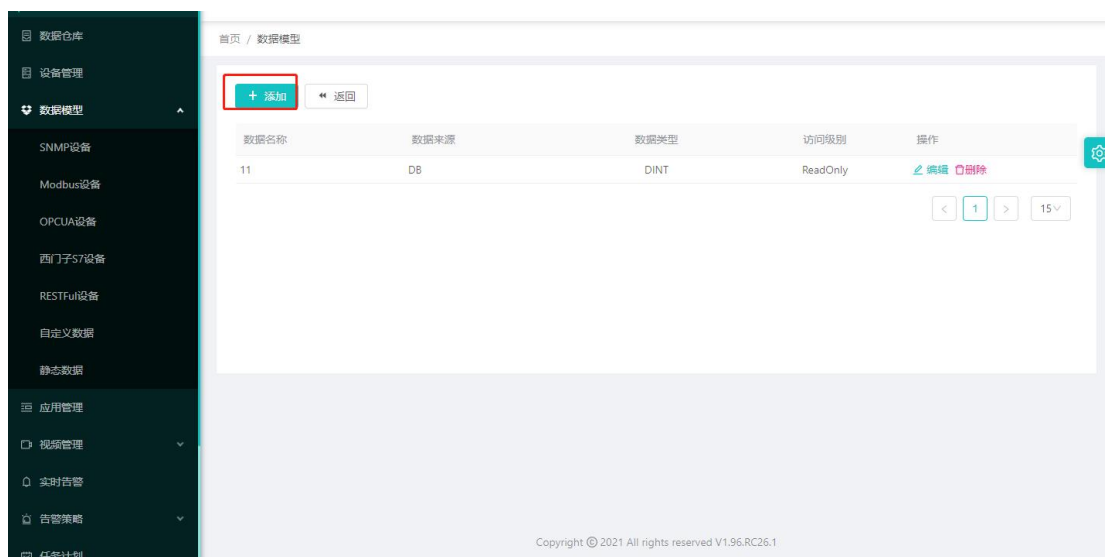 数据仓库
设备管理
数据模型
SNMP设备
Modbus设备
OPCUA设备
西门子S7设备
RESTFul设备
自定义数据
静态数据
应用管理
视频管理
实时告警
告警策略
任务计划
首页 / 数据模型
+ 添加 返回
数据名称 数据来源 数据类型 访问级别 操作
11 DB DINT ReadOnly 编辑 删除
< 1 > 15
Copyright © 2021 All rights reserved V1.96.RC26.1